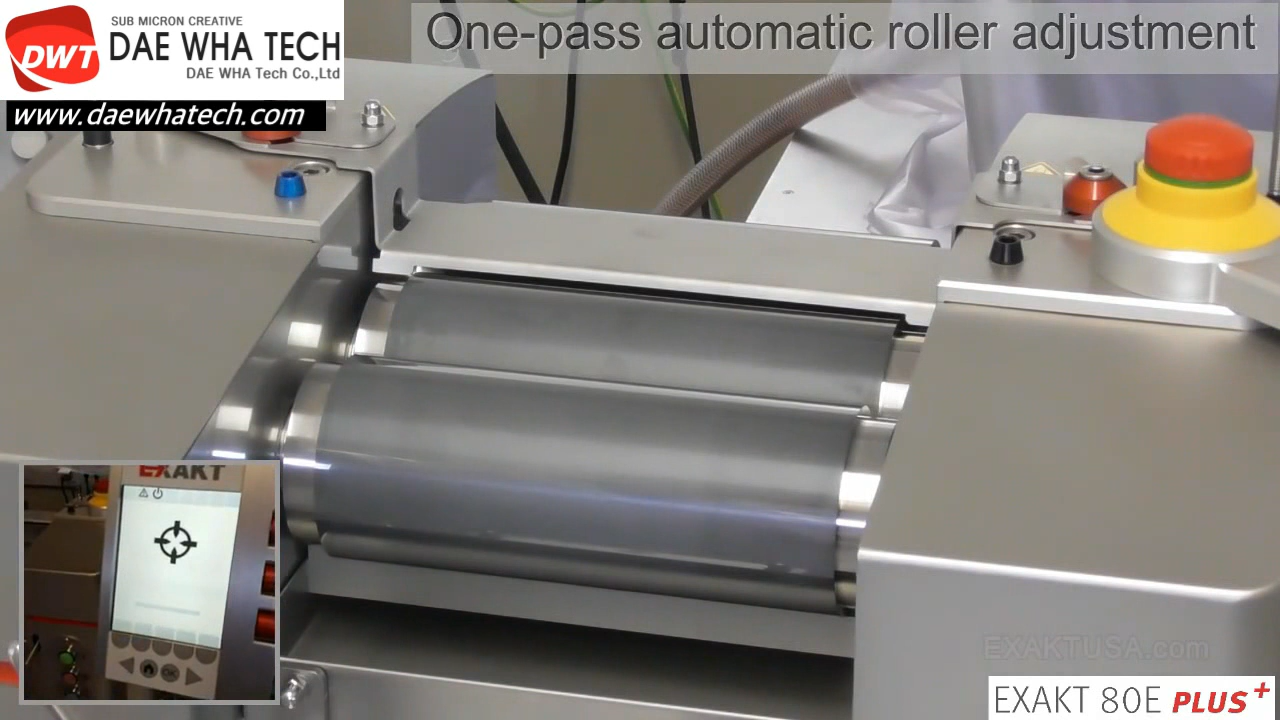 SUB MICRON CREATIVE
DWT DAE WHA TECH
DAE WHA Tech Co.,Ltd
www.daewhatech.com
One-pass automatic roller adjustment
EXAKT
OK
EXAKTUSA.com
EXAKT 80E PLUS+